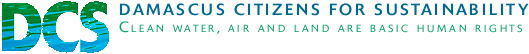 DCS
DAMASCUS CITIZENS FOR SUSTAINABILITY
CLEAN WATER, AIR AND LAND ARE BASIC HUMAN RIGHTS